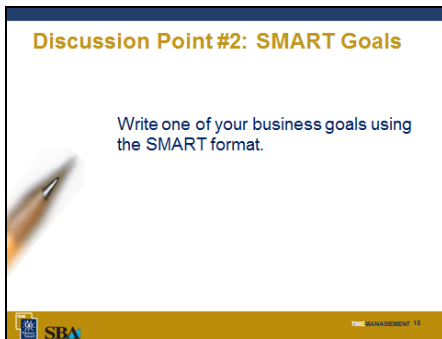 Discussion Point #2: SMART Goals
Write one of your business goals using
the SMART format.
SBA
TIME MANAGEMENT 18